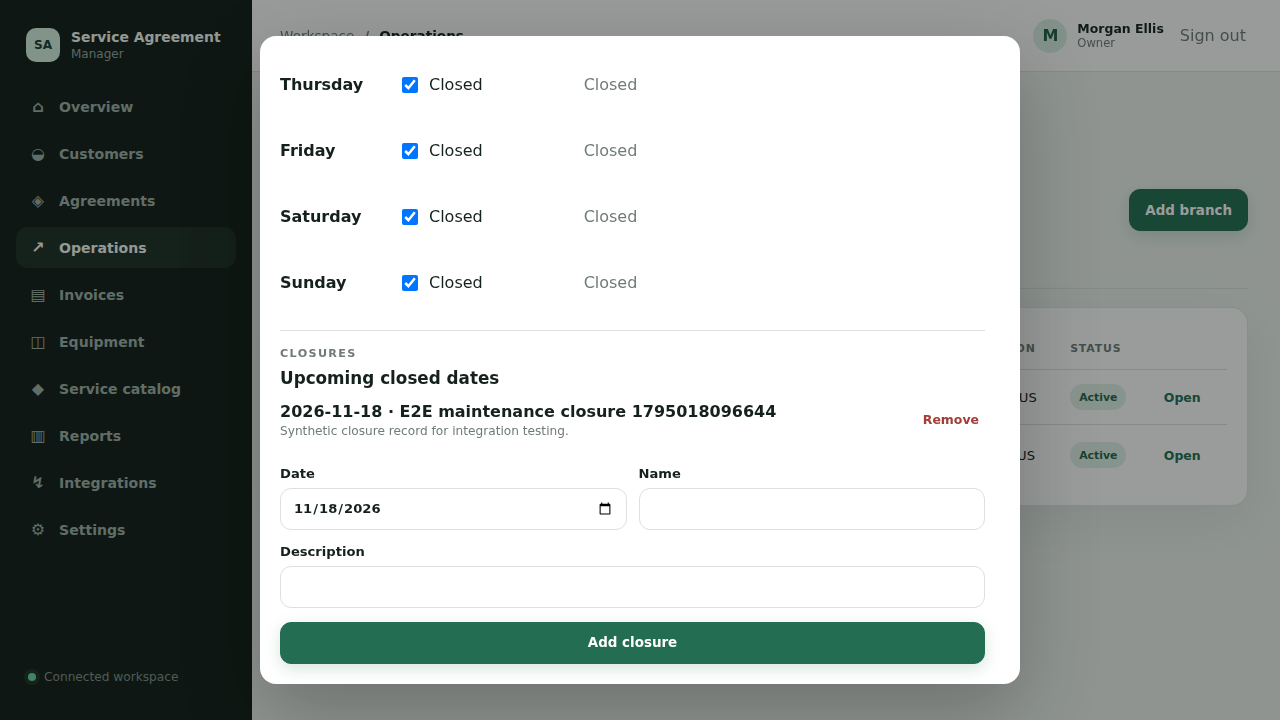 SA
Service Agreement
Manager
Overview
Customers
Agreements
Operations
Invoices
Equipment
Service catalog
Reports
Integrations
Settings
Connected workspace
Workspace / Operations
M
Morgan Ellis
Owner
Sign out
Add branch
STATUS
US Active Open
US Active Open
Thursday Closed Closed
Friday Closed Closed
Saturday Closed Closed
Sunday Closed Closed
CLOSURES
Upcoming closed dates
2026-11-18 · E2E maintenance closure 1795018096644
Synthetic closure record for integration testing.
Remove
Date
Name
11/18/2026
Description
Add closure